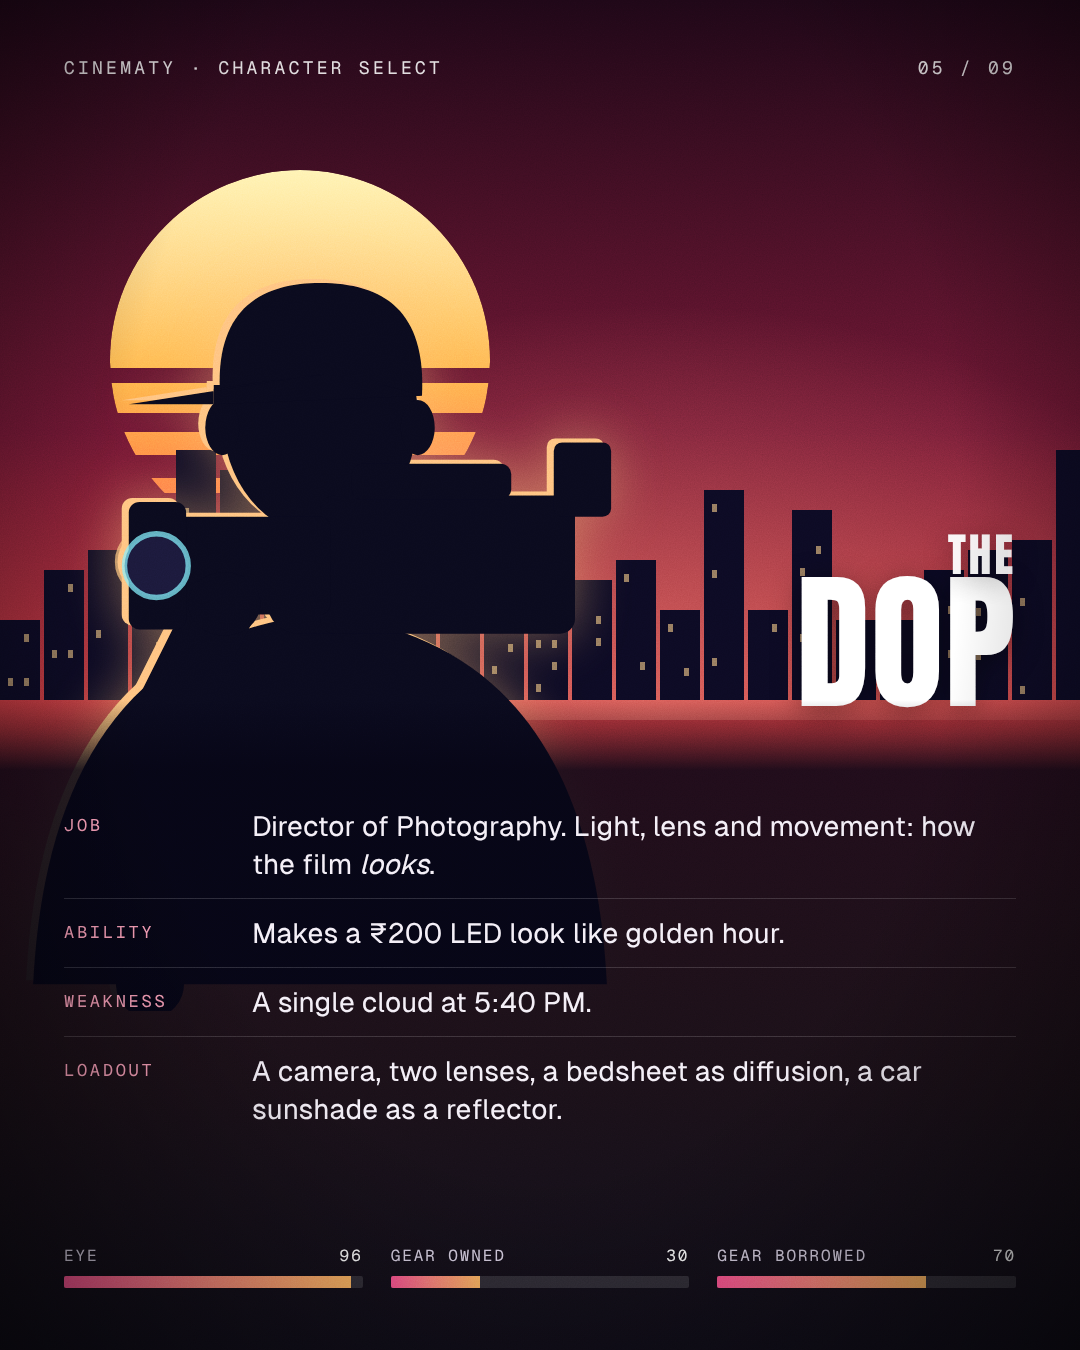 CINEMATY · CHARACTER SELECT
05 / 09
THE
DOP
JOB
Director of Photography. Light, lens and movement: how
the film looks.
ABILITY
Makes a ₹200 LED look like golden hour.
WEAKNESS
A single cloud at 5:40 PM.
LOADOUT
A camera, two lenses, a bedsheet as diffusion, a car
sunshade as a reflector.
EYE 96
GEAR OWNED 30
GEAR BORROWED 70